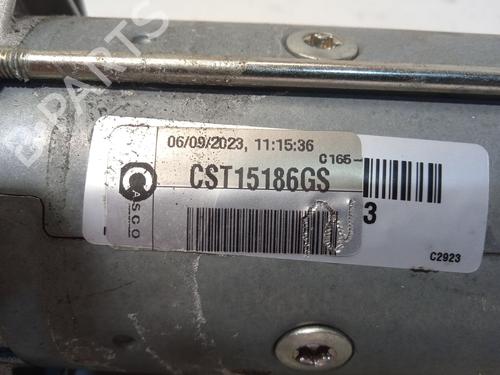 B-PARTS
06/09/2023, 11:15:36
C165-
CST15186GS
CASCO
3
C2923